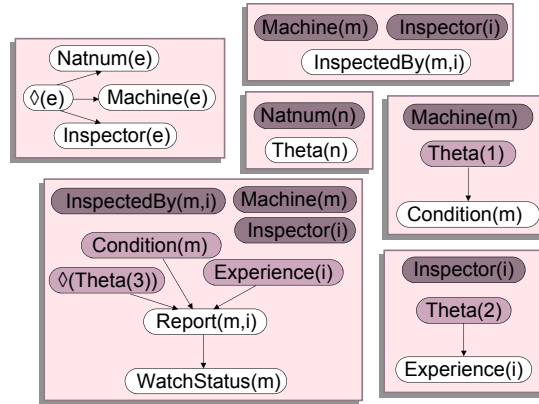 Natnum(e)
◊(e)
Machine(e)
Inspector(e)
Machine(m) Inspector(i)
InspectedBy(m,i)
Natnum(n)
Theta(n)
Machine(m)
Theta(1)
Condition(m)
InspectedBy(m,i) Machine(m)
Inspector(i)
Condition(m)
◊(Theta(3)) Experience(i)
Report(m,i)
WatchStatus(m)
Inspector(i)
Theta(2)
Experience(i)